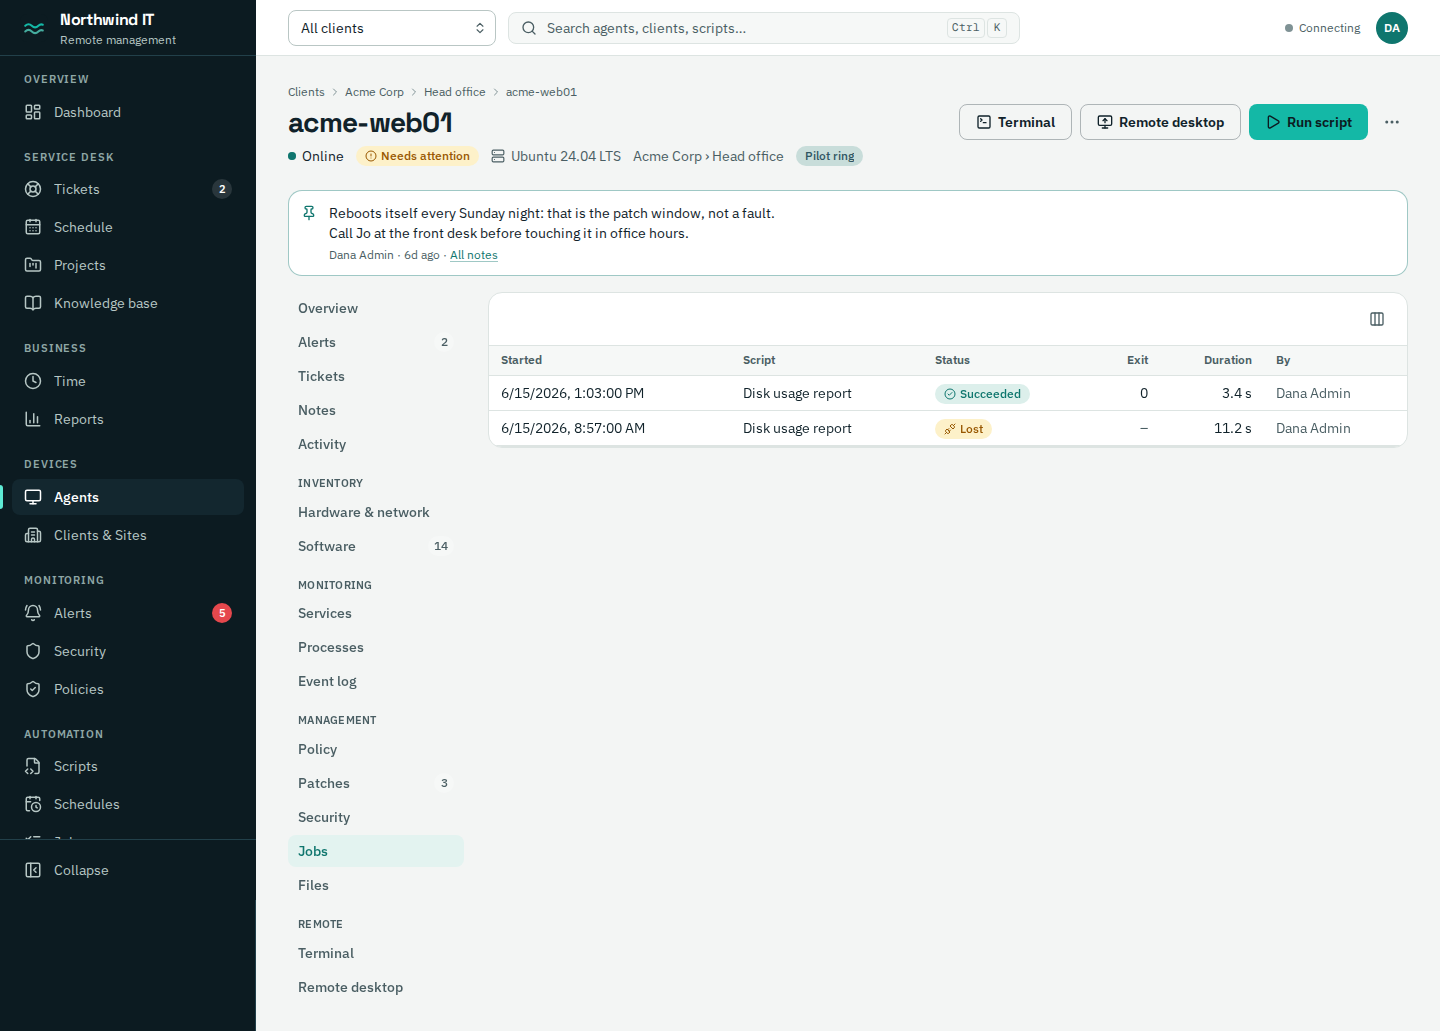 Northwind IT
Remote management
All clients
Search agents, clients, scripts...
Ctrl K
Connecting
DA
OVERVIEW
Dashboard
SERVICE DESK
Tickets 2
Schedule
Projects
Knowledge base
BUSINESS
Time
Reports
DEVICES
Agents
Clients & Sites
MONITORING
Alerts 5
Security
Policies
AUTOMATION
Scripts
Schedules
Collapse
Clients > Acme Corp > Head office > acme-web01
acme-web01
Terminal
Remote desktop
Run script
Online
Needs attention
Ubuntu 24.04 LTS
Acme Corp › Head office
Pilot ring
Reboots itself every Sunday night: that is the patch window, not a fault.
Call Jo at the front desk before touching it in office hours.
Dana Admin · 6d ago · All notes
Overview
Alerts 2
Tickets
Notes
Activity
INVENTORY
Hardware & network
Software 14
MONITORING
Services
Processes
Event log
MANAGEMENT
Policy
Patches 3
Security
Jobs
Files
REMOTE
Terminal
Remote desktop
Started Script Status Exit Duration By
6/15/2026, 1:03:00 PM Disk usage report Succeeded 0 3.4 s Dana Admin
6/15/2026, 8:57:00 AM Disk usage report Lost – 11.2 s Dana Admin